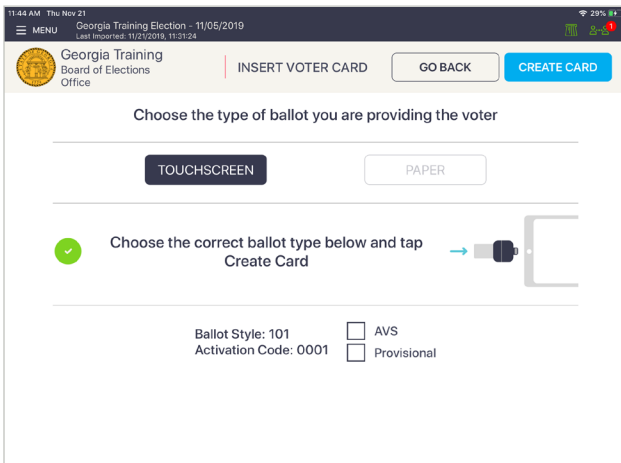 11:44 AM Thu Nov 21
29%
MENU
Georgia Training Election - 11/05/2019
Last Imported: 11/21/2019, 11:31:24
1
Georgia Training
Board of Elections
Office
INSERT VOTER CARD
GO BACK
CREATE CARD
Choose the type of ballot you are providing the voter
TOUCHSCREEN
PAPER
Choose the correct ballot type below and tap
Create Card
Ballot Style: 101
AVS
Activation Code: 0001
Provisional